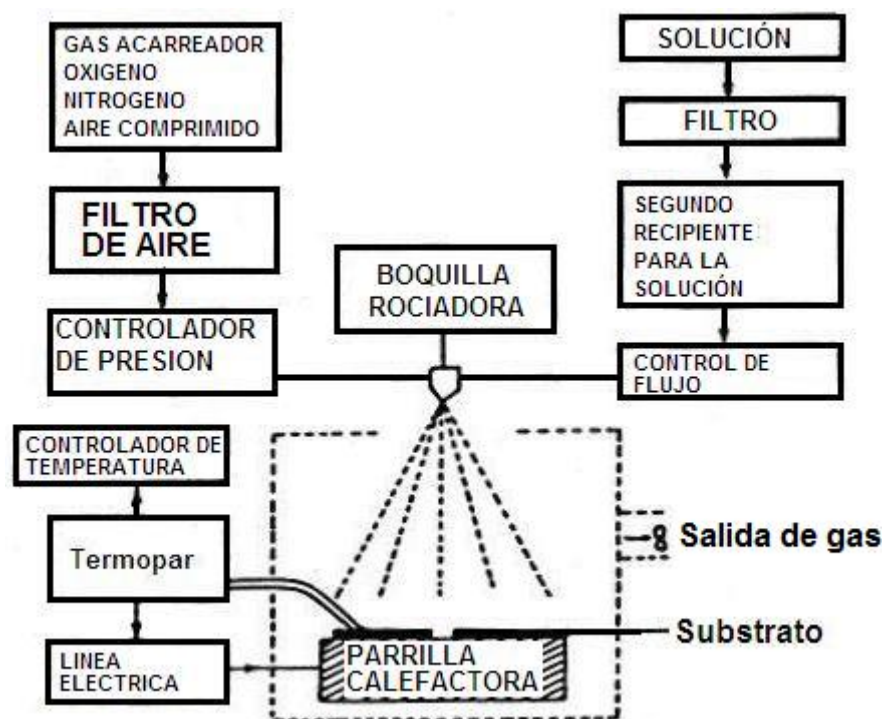 GAS ACARREADOR
OXIGENO
NITROGENO
AIRE COMPRIMIDO
FILTRO
DE AIRE
CONTROLADOR
DE PRESION
SOLUCIÓN
FILTRO
SEGUNDO
RECIPIENTE
PARA LA
SOLUCIÓN
CONTROL DE
FLUJO
BOQUILLA
ROCIADORA
CONTROLADOR DE
TEMPERATURA
Termopar
LINEA
ELECTRICA
PARRILLA
CALEFACTORA
Salida de gas
Substrato